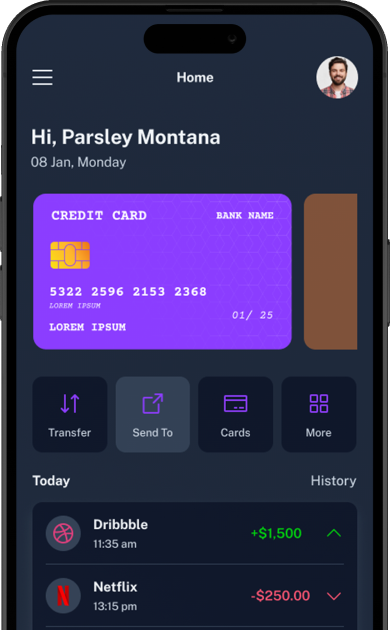 Home
Hi, Parsley Montana
08 Jan, Monday
CREDIT CARD BANK NAME
5322 2596 2153 2368
LOREM IPSUM
01/ 25
LOREM IPSUM
Transfer Send To Cards More
Today History
Dribbble
+$1,500
11:35 am
Netflix
-$250.00
13:15 pm